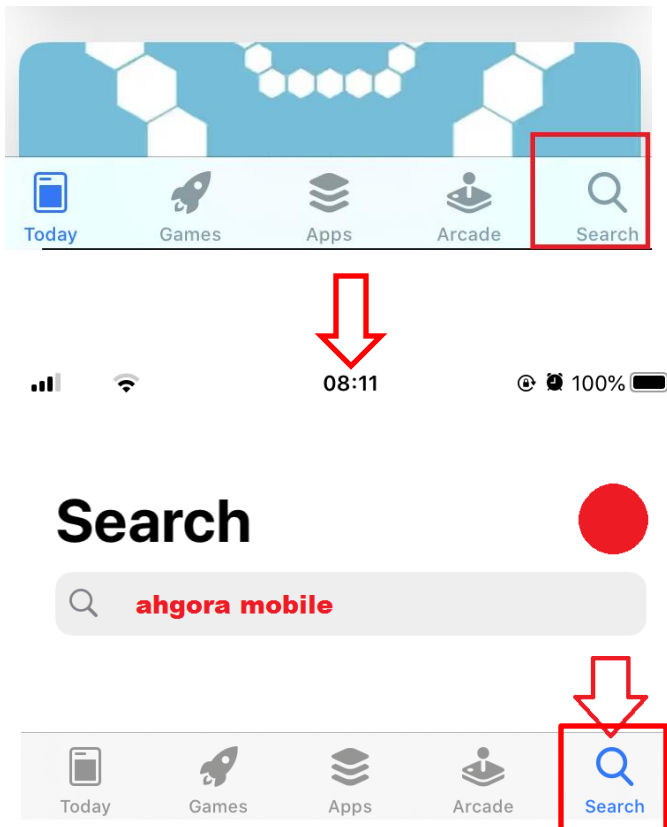 Today Games Apps Arcade Search
08:11 100%
Search
ahgora mobile
Today Games Apps Arcade Search